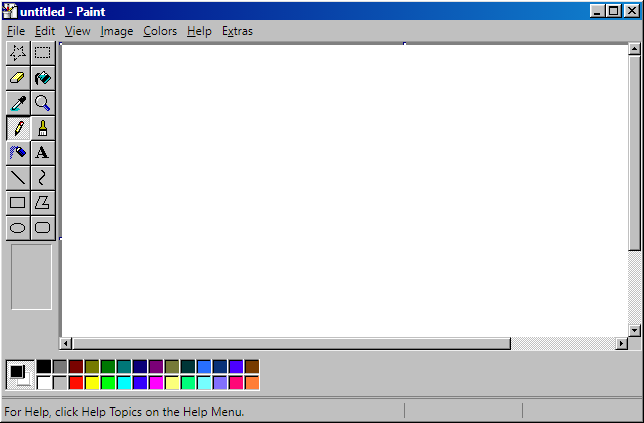 untitled - Paint
File Edit View Image Colors Help Extras
A
For Help, click Help Topics on the Help Menu.